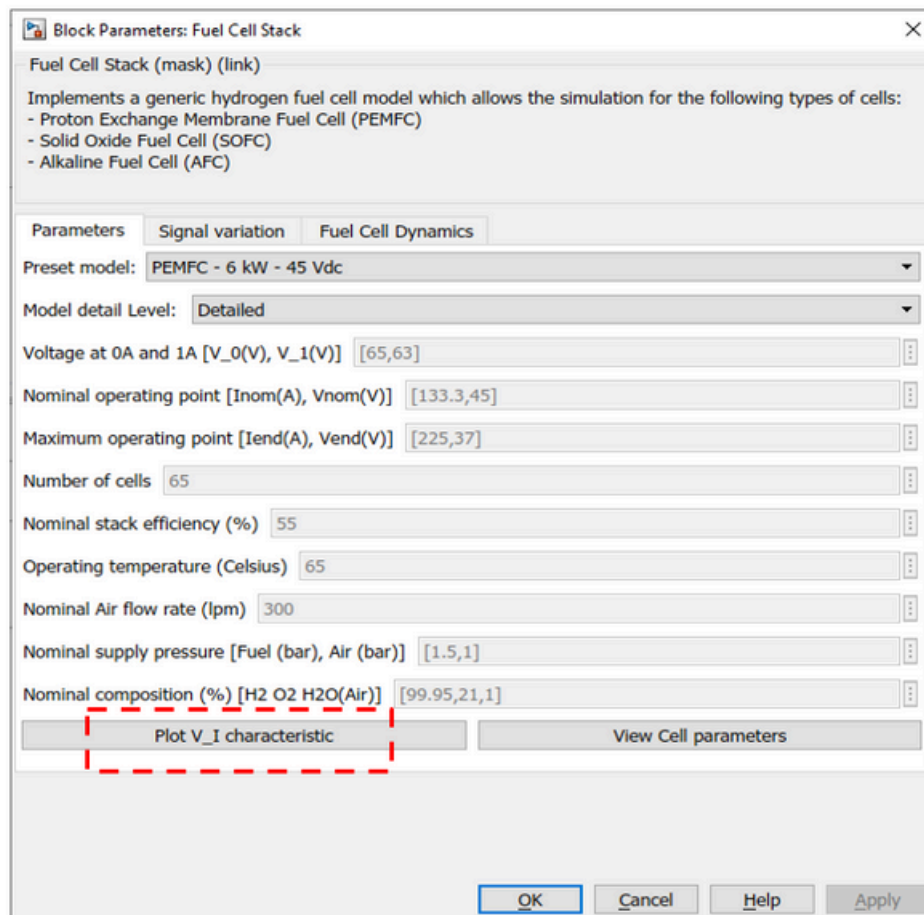 Block Parameters: Fuel Cell Stack
Fuel Cell Stack (mask) (link)
Implements a generic hydrogen fuel cell model which allows the simulation for the following types of cells:
- Proton Exchange Membrane Fuel Cell (PEMFC)
- Solid Oxide Fuel Cell (SOFC)
- Alkaline Fuel Cell (AFC)
Parameters Signal variation Fuel Cell Dynamics
Preset model: PEMFC - 6 kW - 45 Vdc
Model detail Level: Detailed
Voltage at 0A and 1A [V_0(V), V_1(V)] [65,63]
Nominal operating point [Inom(A), Vnom(V)] [133.3,45]
Maximum operating point [Iend(A), Vend(V)] [225,37]
Number of cells 65
Nominal stack efficiency (%) 55
Operating temperature (Celsius) 65
Nominal Air flow rate (lpm) 300
Nominal supply pressure [Fuel (bar), Air (bar)] [1.5,1]
Nominal composition (%) [H2 O2 H2O(Air)] [99.95,21,1]
Plot V_I characteristic View Cell parameters
OK Cancel Help Apply